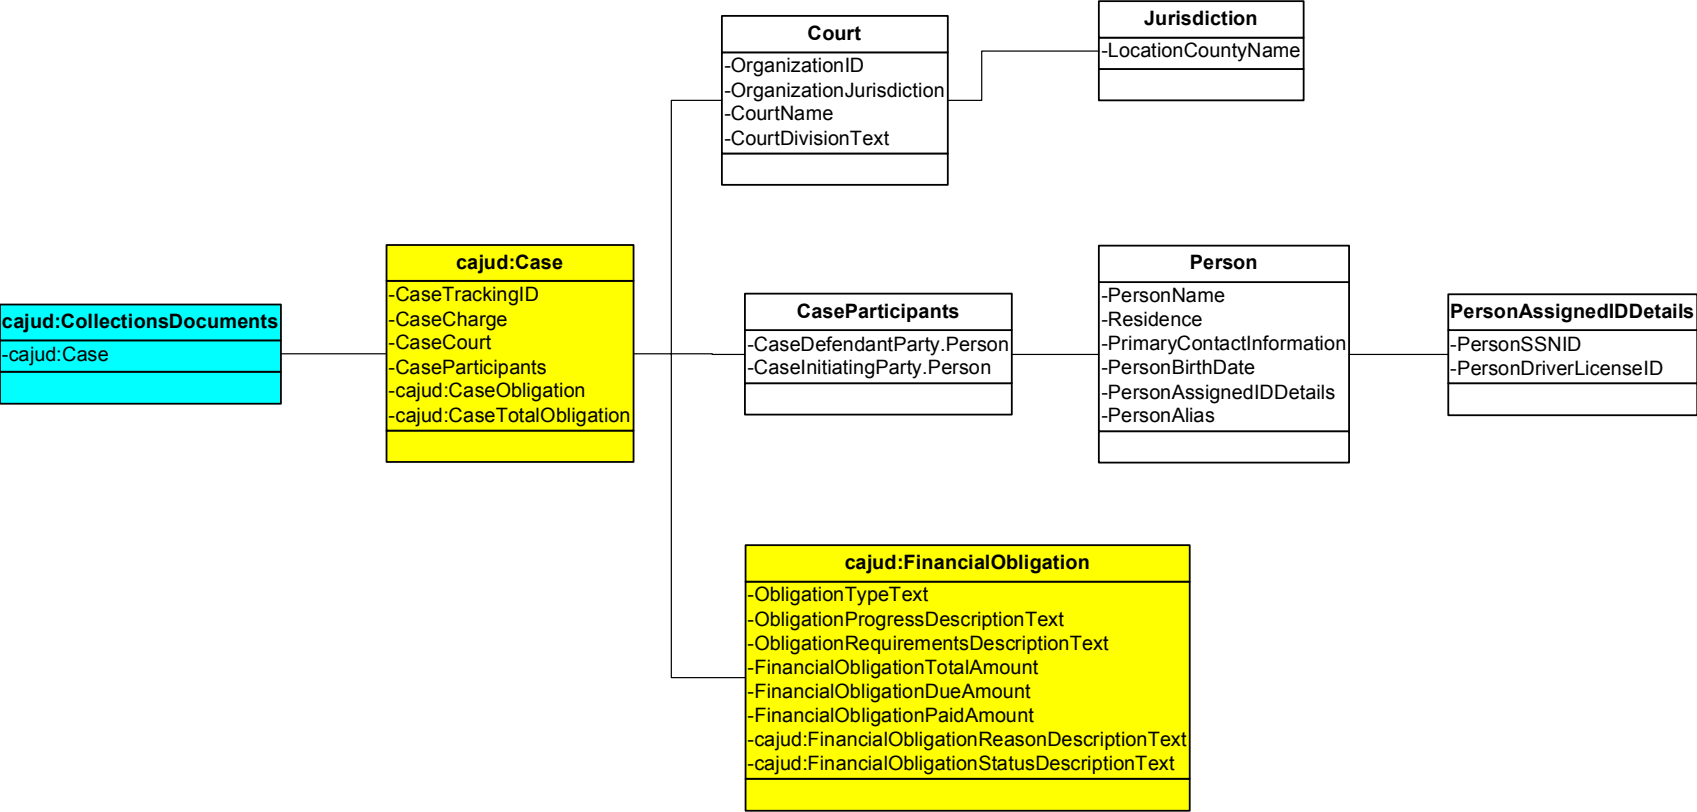 Court
-OrganizationID
-OrganizationJurisdiction
-CourtName
-CourtDivisionText
Jurisdiction
-LocationCountyName
cajud:CollectionsDocuments
-cajud:Case
cajud:Case
-CaseTrackingID
-CaseCharge
-CaseCourt
-CaseParticipants
-cajud:CaseObligation
-cajud:CaseTotalObligation
CaseParticipants
-CaseDefendantParty.Person
-CaseInitiatingParty.Person
Person
-PersonName
-Residence
-PrimaryContactInformation
-PersonBirthDate
-PersonAssignedIDDetails
-PersonAlias
PersonAssignedIDDetails
-PersonSSNID
-PersonDriverLicenseID
cajud:FinancialObligation
-ObligationTypeText
-ObligationProgressDescriptionText
-ObligationRequirementsDescriptionText
-FinancialObligationTotalAmount
-FinancialObligationDueAmount
-FinancialObligationPaidAmount
-cajud:FinancialObligationReasonDescriptionText
-cajud:FinancialObligationStatusDescriptionText